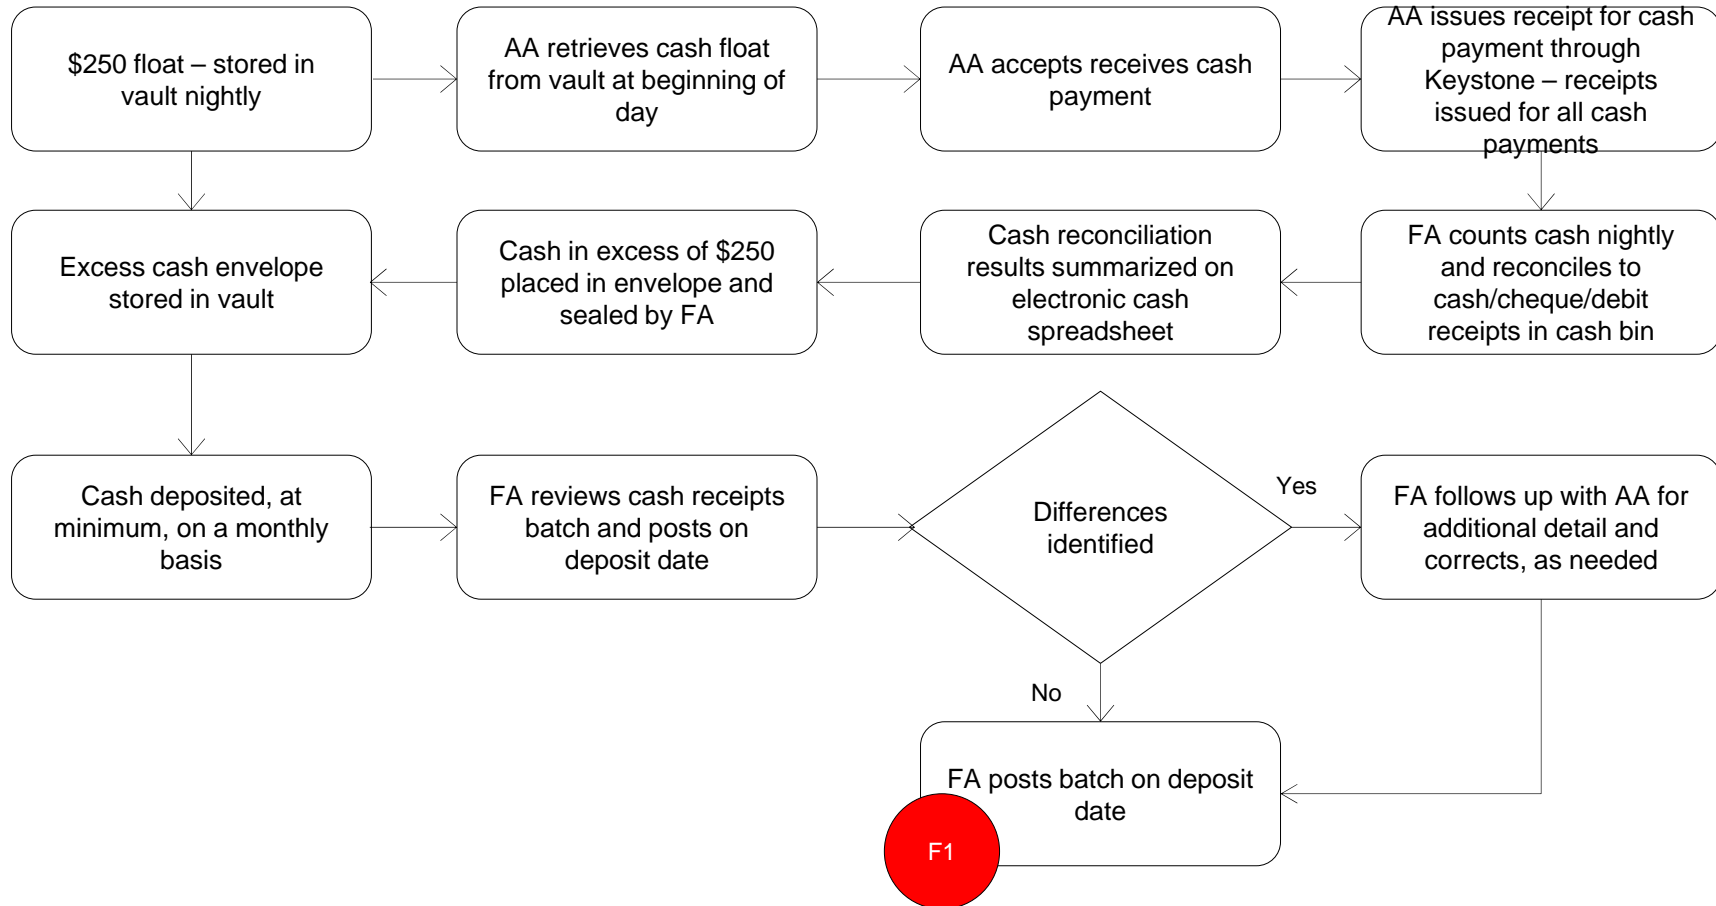 $250 float – stored in
vault nightly
AA retrieves cash float
from vault at beginning of
day
AA accepts receives cash
payment
AA issues receipt for cash
payment through
Keystone – receipts
issued for all cash
payments
Excess cash envelope
stored in vault
Cash in excess of $250
placed in envelope and
sealed by FA
Cash reconciliation
results summarized on
electronic cash
spreadsheet
FA counts cash nightly
and reconciles to
cash/cheque/debit
receipts in cash bin
Cash deposited, at
minimum, on a monthly
basis
FA reviews cash receipts
batch and posts on
deposit date
Differences
identified
Yes
FA follows up with AA for
additional detail and
corrects, as needed
No
FA posts batch on deposit
date
F1